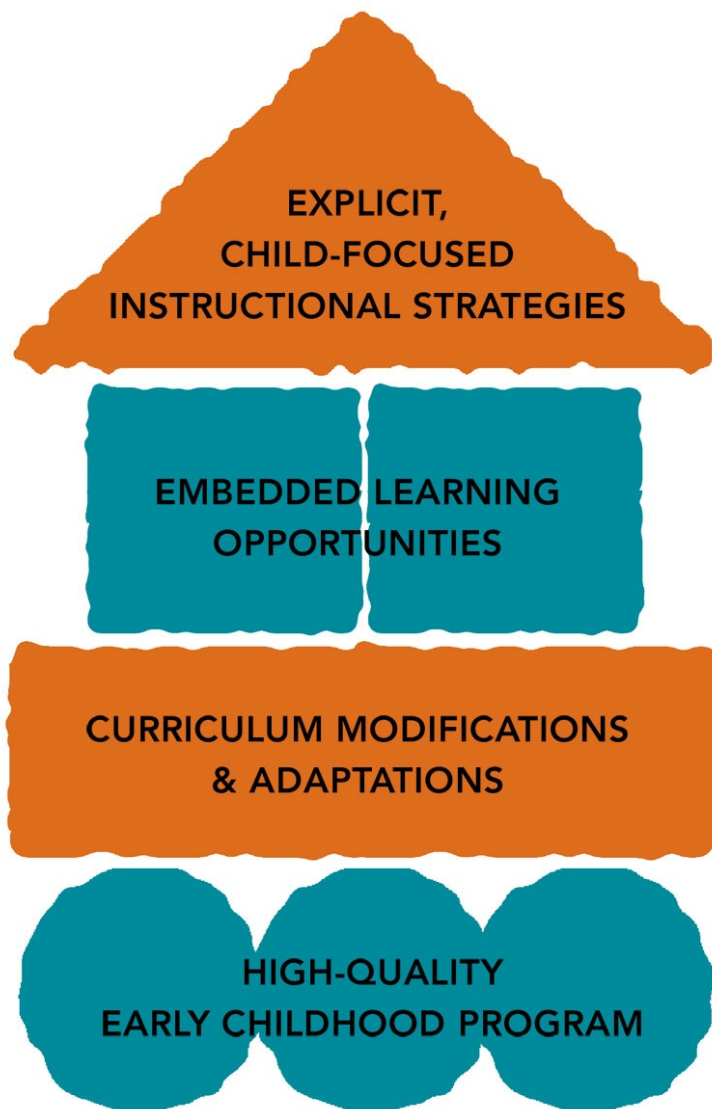 EXPLICIT,
CHILD-FOCUSED
INSTRUCTIONAL STRATEGIES
EMBEDDED LEARNING
OPPORTUNITIES
CURRICULUM MODIFICATIONS
& ADAPTATIONS
HIGH-QUALITY
EARLY CHILDHOOD PROGRAM